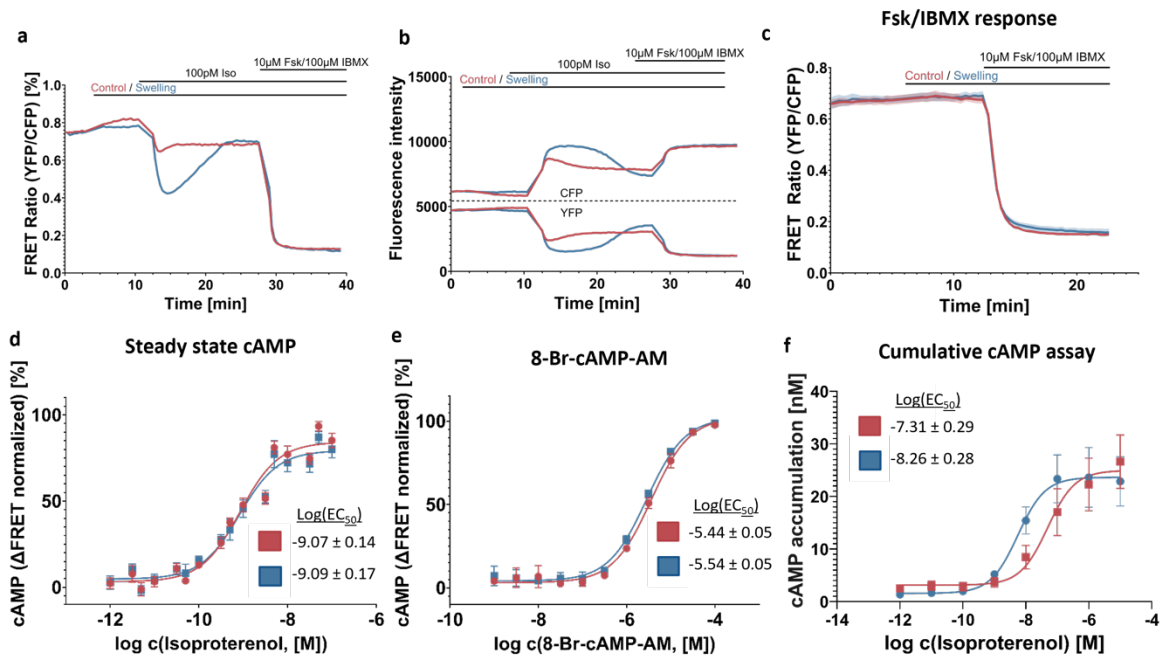 a
10µM Fsk/100µM IBMX
100pM Iso
Control / Swelling
FRET Ratio (YFP/CFP) [%]
1.0
0.8
0.6
0.4
0.2
0.0
0 10 20 30 40
Time [min]
b
10µM Fsk/100µM IBMX
100pM Iso
Control / Swelling
Fluorescence intensity
15000
10000
5000
0
CFP
YFP
0 10 20 30 40
Time [min]
Fsk/IBMX response
c
10µM Fsk/100µM IBMX
Control / Swelling
FRET Ratio (YFP/CFP)
0.8
0.6
0.4
0.2
0.0
0 10 20
Time [min]
d
Steady state cAMP
cAMP (ΔFRET normalized) [%]
100
50
0
Log(EC50)
-9.07 ± 0.14
-9.09 ± 0.17
-12 -10 -8 -6
log c(Isoproterenol, [M])
e
8-Br-cAMP-AM
cAMP (ΔFRET normalized) [%]
100
50
0
Log(EC50)
-5.44 ± 0.05
-5.54 ± 0.05
-10 -8 -6 -4
log c(8-Br-cAMP-AM, [M])
f
Cumulative cAMP assay
cAMP accumulation [nM]
40
30
20
10
0
Log(EC50)
-7.31 ± 0.29
-8.26 ± 0.28
-14 -12 -10 -8 -6 -4
log c(Isoproterenol) [M]